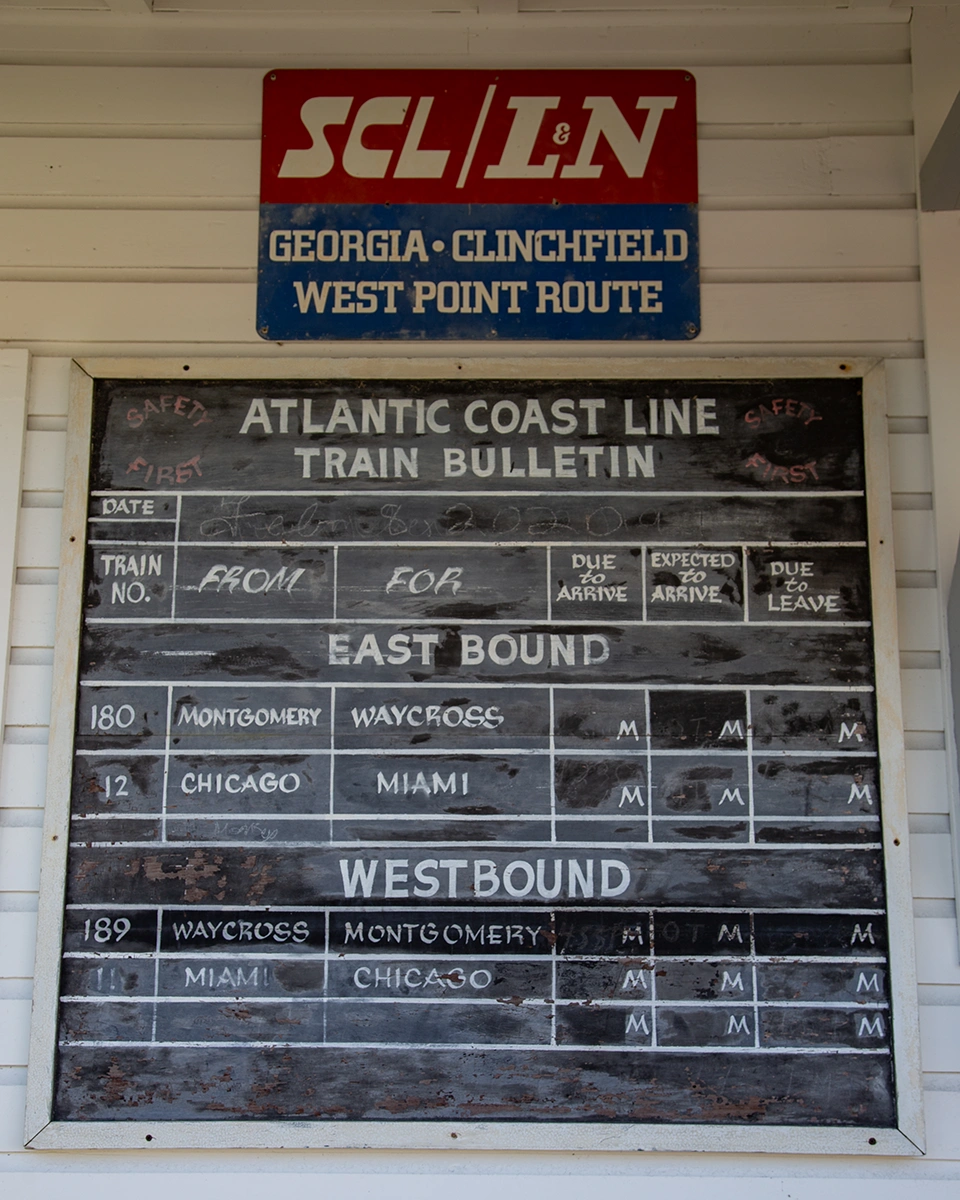 SCL/L&N
GEORGIA • CLINCHFIELD
WEST POINT ROUTE
SAFETY FIRST
ATLANTIC COAST LINE
TRAIN BULLETIN
SAFETY FIRST
DATE
TRAIN NO. FROM FOR DUE to ARRIVE EXPECTED to ARRIVE DUE to LEAVE
EAST BOUND
180 MONTGOMERY WAYCROSS M M M
12 CHICAGO MIAMI M M M
WESTBOUND
189 WAYCROSS MONTGOMERY M OT M M
11 MIAMI CHICAGO M M M
M M M